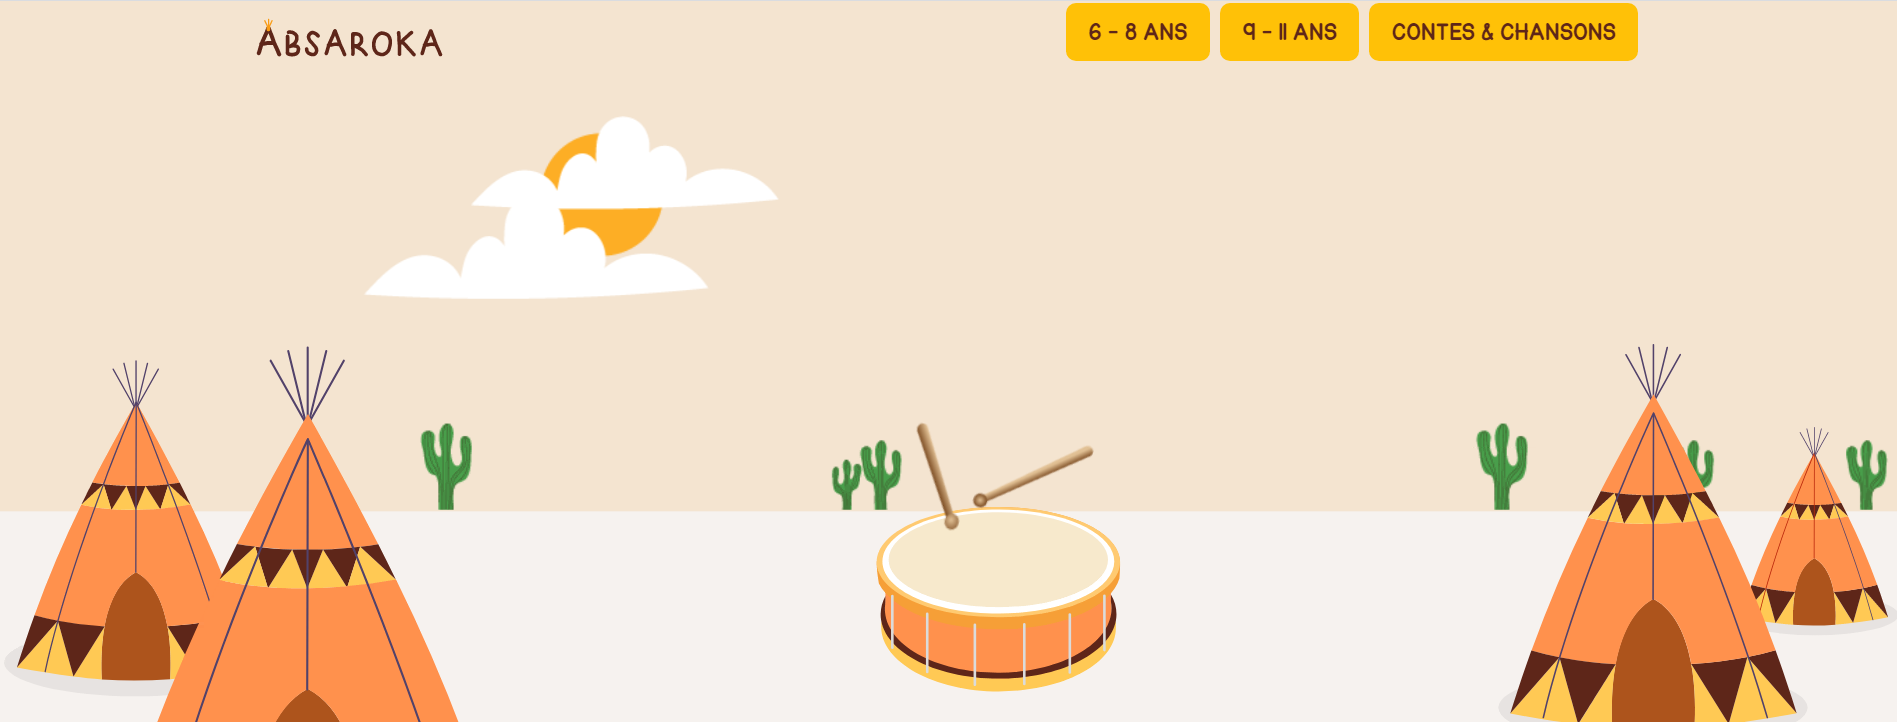 ABSAROKA
6 - 8 ANS
9 - 11 ANS
CONTES & CHANSONS